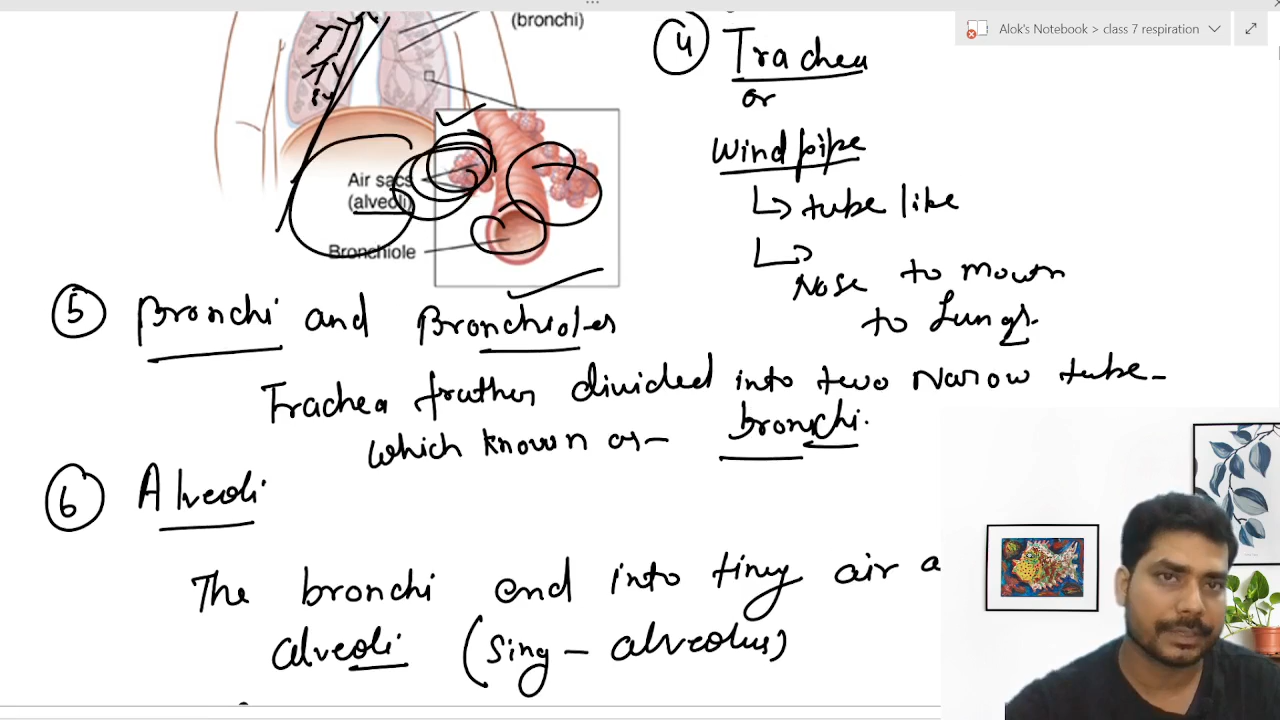 (bronchi)
Alok's Notebook > class 7 respiration
Air sacs
(alveoli)
Bronchiole
4 Trachea
or
Windpipe
↳ tube like
↳
Nose to mouth
to Lungs.
5 Bronchi and Bronchioles
Trachea frather divided into two Narow tube-
which known as- bronchi.
6 Alveoli
The bronchi end into tiny air
alveoli (Sing - alveolus)